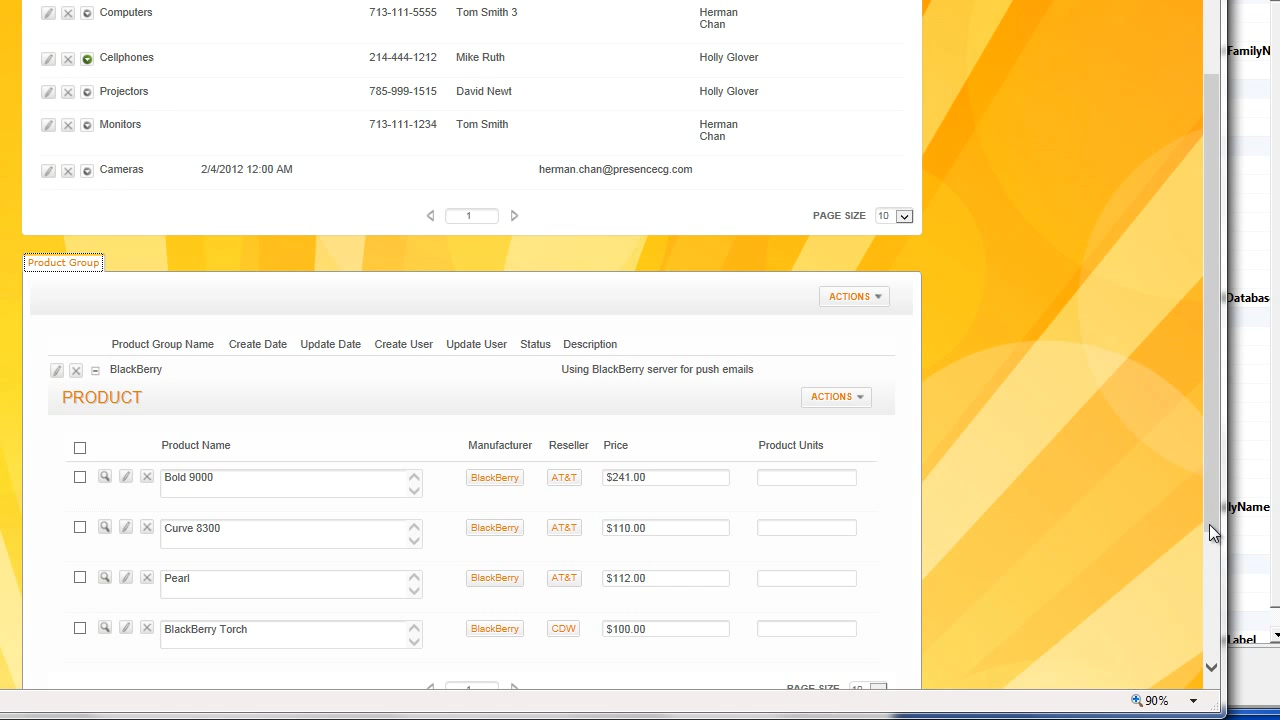 Computers 713-111-5555 Tom Smith 3 Herman Chan
Cellphones 214-444-1212 Mike Ruth Holly Glover
Projectors 785-999-1515 David Newt Holly Glover
Monitors 713-111-1234 Tom Smith Herman Chan
Cameras 2/4/2012 12:00 AM herman.chan@presencecg.com
1 PAGE SIZE 10
Product Group
ACTIONS
Product Group Name Create Date Update Date Create User Update User Status Description
BlackBerry Using BlackBerry server for push emails
PRODUCT ACTIONS
Product Name Manufacturer Reseller Price Product Units
Bold 9000 BlackBerry AT&T $241.00
Curve 8300 BlackBerry AT&T $110.00
Pearl BlackBerry AT&T $112.00
BlackBerry Torch BlackBerry CDW $100.00
1 PAGE SIZE 10
90%
FamilyN
Databas
lyName
Label